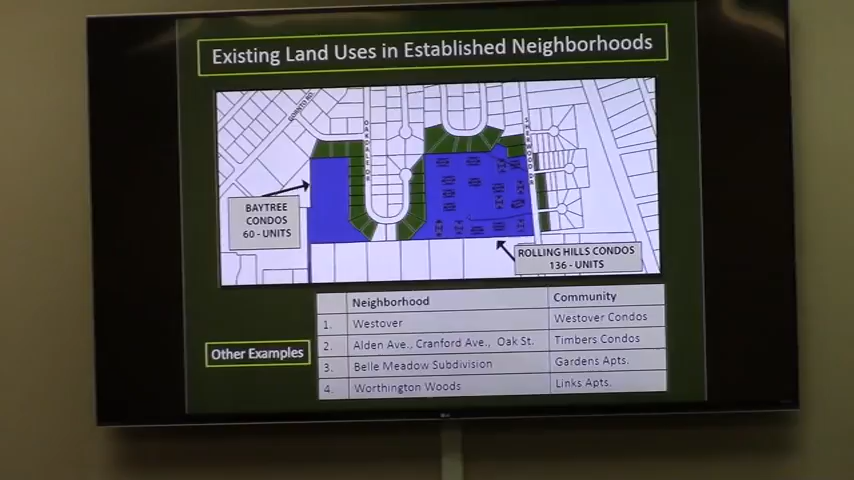 Existing Land Uses in Established Neighborhoods
OAKDALE DR
BAYTREE
CONDOS
60 - UNITS
ROLLING HILLS CONDOS
136 - UNITS
Neighborhood Community
1. Westover Westover Condos
2. Alden Ave., Cranford Ave., Oak St. Timbers Condos
Other Examples
3. Belle Meadow Subdivision Gardens Apts.
4. Worthington Woods Links Apts.